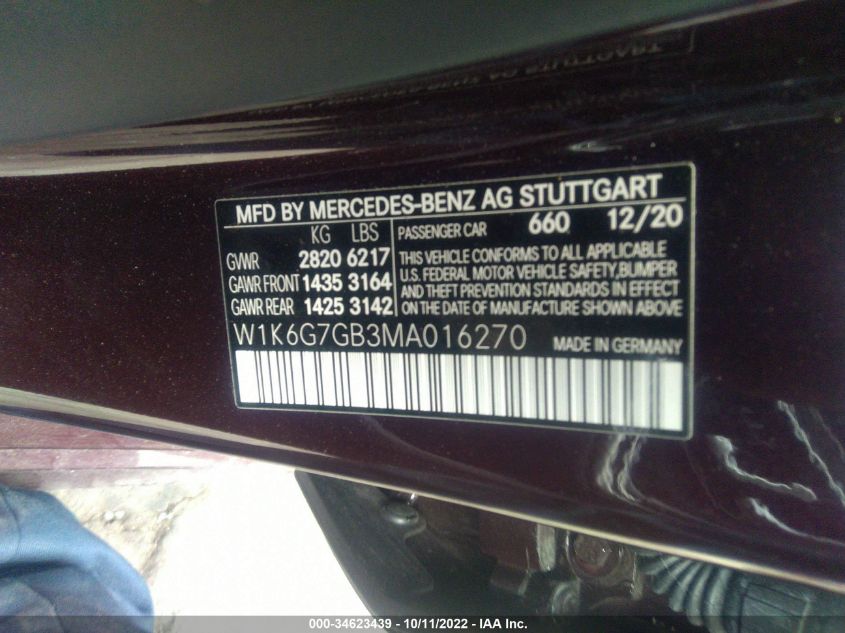 MFD BY MERCEDES-BENZ AG STUTTGART
KG LBS
GVWR 2820 6217
GAWR FRONT 1435 3164
GAWR REAR 1425 3142
PASSENGER CAR 660 12/20
THIS VEHICLE CONFORMS TO ALL APPLICABLE
U.S. FEDERAL MOTOR VEHICLE SAFETY,BUMPER
AND THEFT PREVENTION STANDARDS IN EFFECT
ON THE DATE OF MANUFACTURE SHOWN ABOVE
W1K6G7GB3MA016270
MADE IN GERMANY
000-34623439 - 10/11/2022 - IAA Inc.